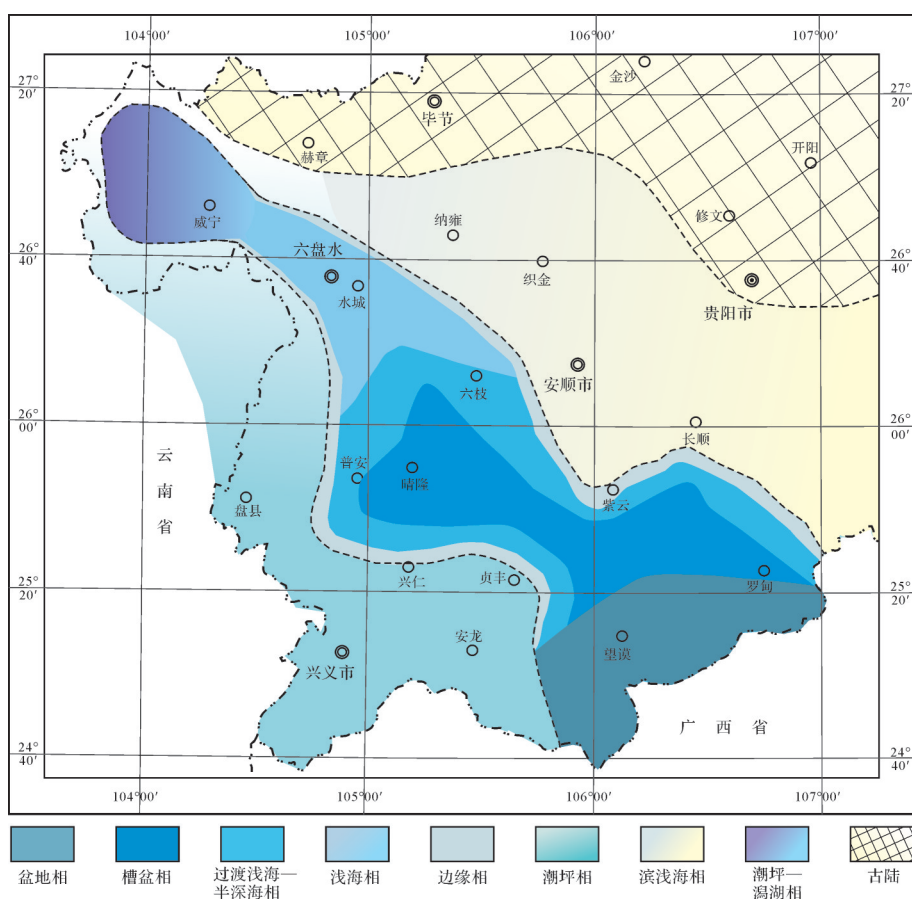 104°00′ 105°00′ 106°00′ 107°00′
27°
20′
27°
20′
金沙
毕节
开阳
赫章
威宁
纳雍
修文
26°
40′
六盘水
26°
40′
织金
水城
贵阳市
六枝
安顺市
26°
00′
长顺
26°
00′
云
南
省
普安
晴隆
盘县
紫云
兴仁
贞丰
罗甸
25°
20′
25°
20′
安龙
望谟
兴义市
广 西 省
24°
40′
24°
40′
104°00′ 105°00′ 106°00′ 107°00′
盆地相
槽盆相
过渡浅海—
半深海相
浅海相
边缘相
潮坪相
滨浅海相
潮坪—
潟湖相
古陆